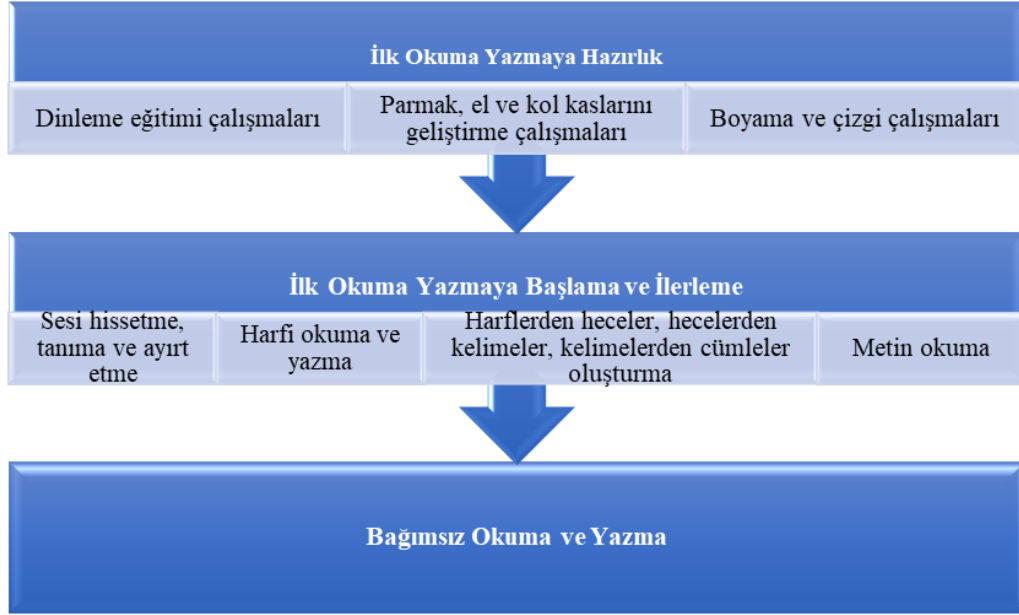 İlk Okuma Yazmaya Hazırlık
Dinleme eğitimi çalışmaları
Parmak, el ve kol kaslarını
geliştirme çalışmaları
Boyama ve çizgi çalışmaları
İlk Okuma Yazmaya Başlama ve İlerleme
Sesi hissetme,
tanıma ve ayırt
etme
Harfi okuma ve
yazma
Harflerden heceler, hecelerden
kelimeler, kelimelerden cümleler
oluşturma
Metin okuma
Bağımsız Okuma ve Yazma